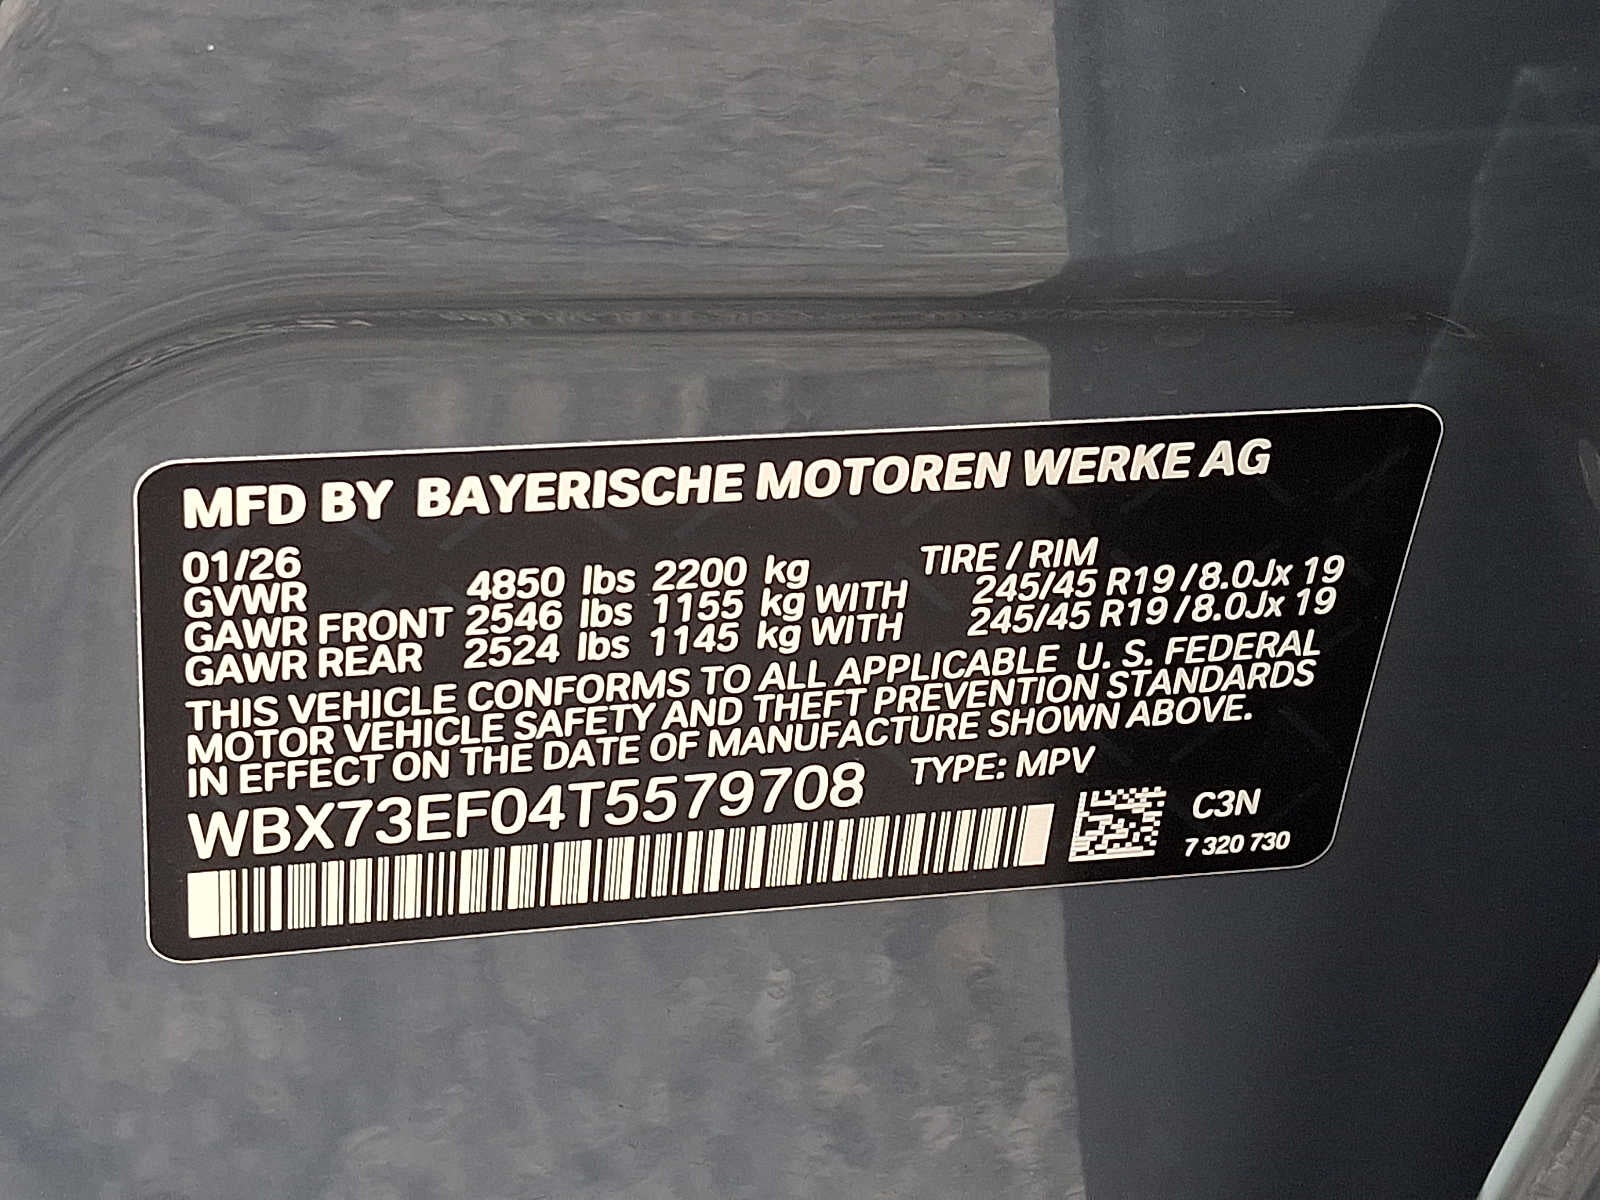 MFD BY BAYERISCHE MOTOREN WERKE AG
01/26 TIRE / RIM
GVWR 4850 lbs 2200 kg
GAWR FRONT 2546 lbs 1155 kg WITH 245/45 R19 / 8.0Jx 19
GAWR REAR 2524 lbs 1145 kg WITH 245/45 R19 / 8.0Jx 19
THIS VEHICLE CONFORMS TO ALL APPLICABLE U. S. FEDERAL
MOTOR VEHICLE SAFETY AND THEFT PREVENTION STANDARDS
IN EFFECT ON THE DATE OF MANUFACTURE SHOWN ABOVE.
WBX73EF04T5579708 TYPE: MPV
C3N
7 320 730